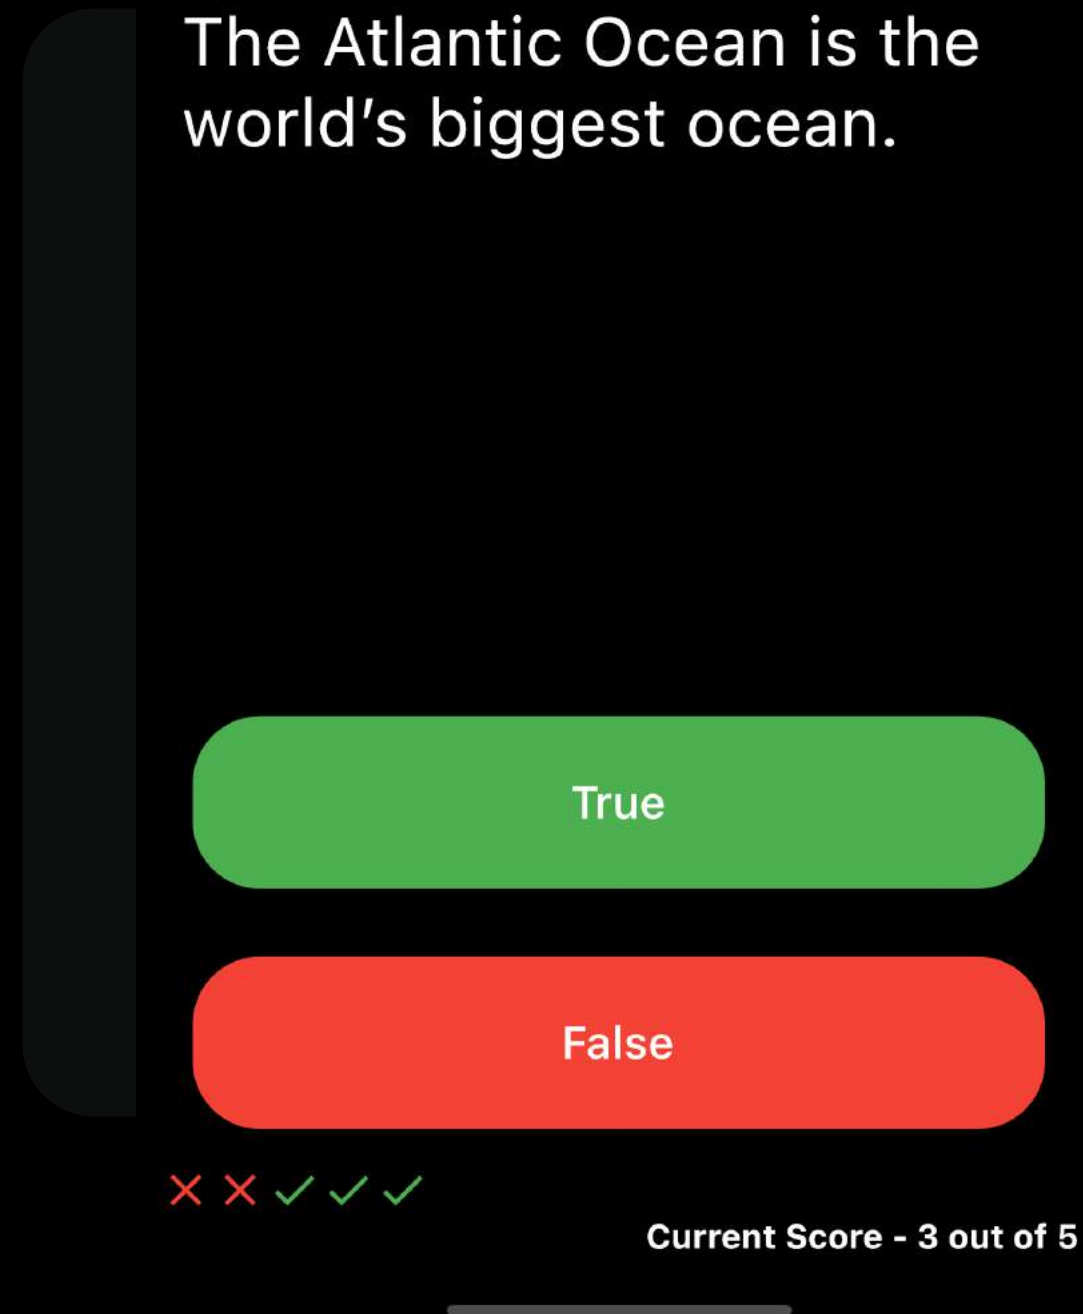 The Atlantic Ocean is the
world’s biggest ocean.
True
False
Current Score - 3 out of 5